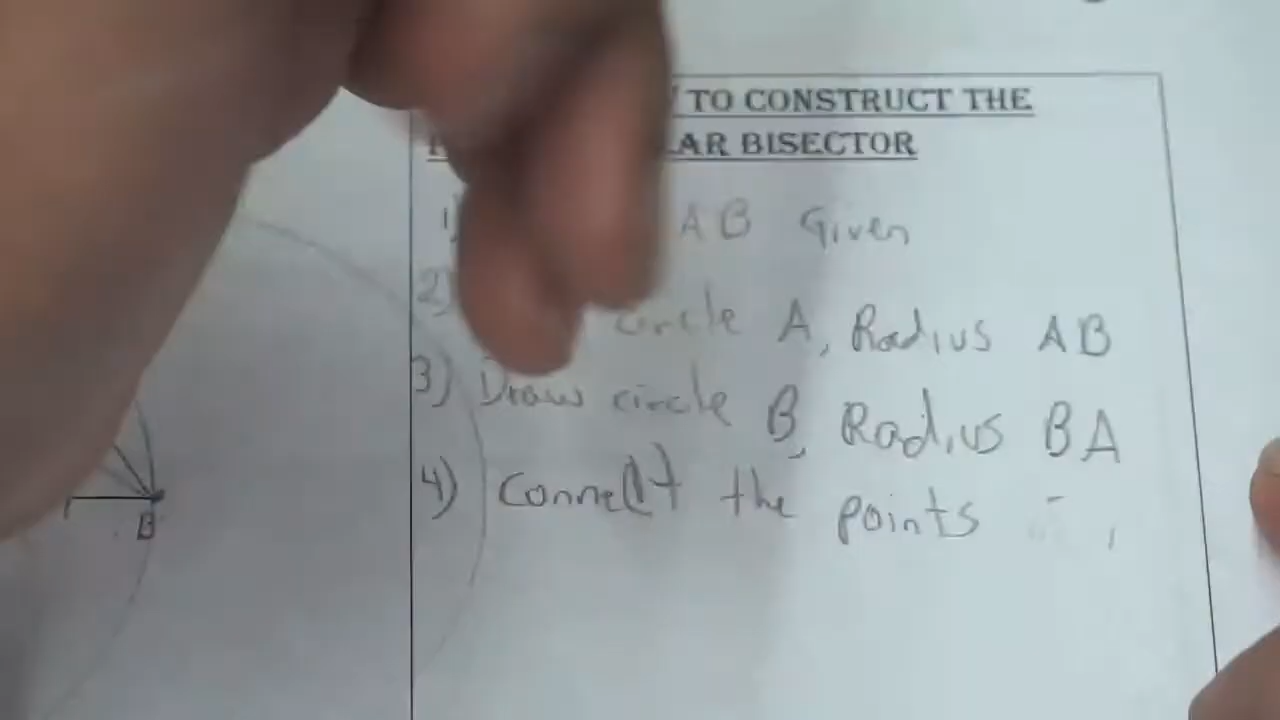 TO CONSTRUCT THE
BISECTOR
1) AB Given
2) circle A, Radius AB
3) Draw circle B, Radius BA
4) Connect the points
B